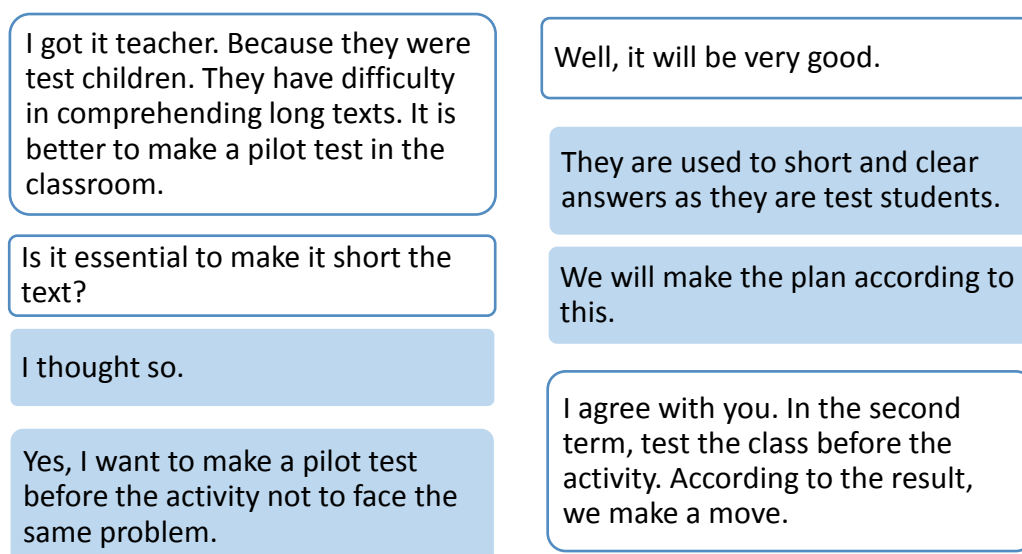 I got it teacher. Because they were
test children. They have difficulty
in comprehending long texts. It is
better to make a pilot test in the
classroom.
Is it essential to make it short the
text?
I thought so.
Yes, I want to make a pilot test
before the activity not to face the
same problem.
Well, it will be very good.
They are used to short and clear
answers as they are test students.
We will make the plan according to
this.
I agree with you. In the second
term, test the class before the
activity. According to the result,
we make a move.